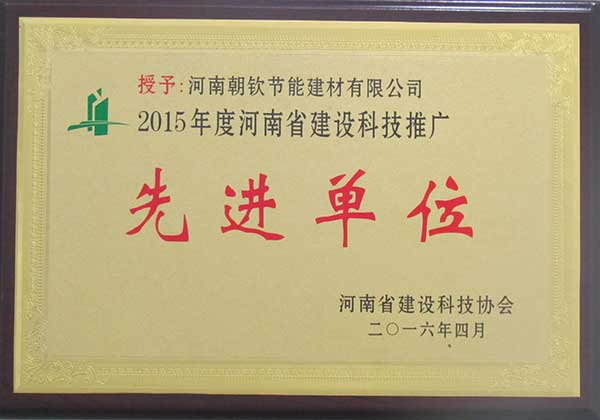 授予:河南朝钦节能建材有限公司
2015年度河南省建设科技推广
先进单位
河南省建设科技协会
二〇一六年四月